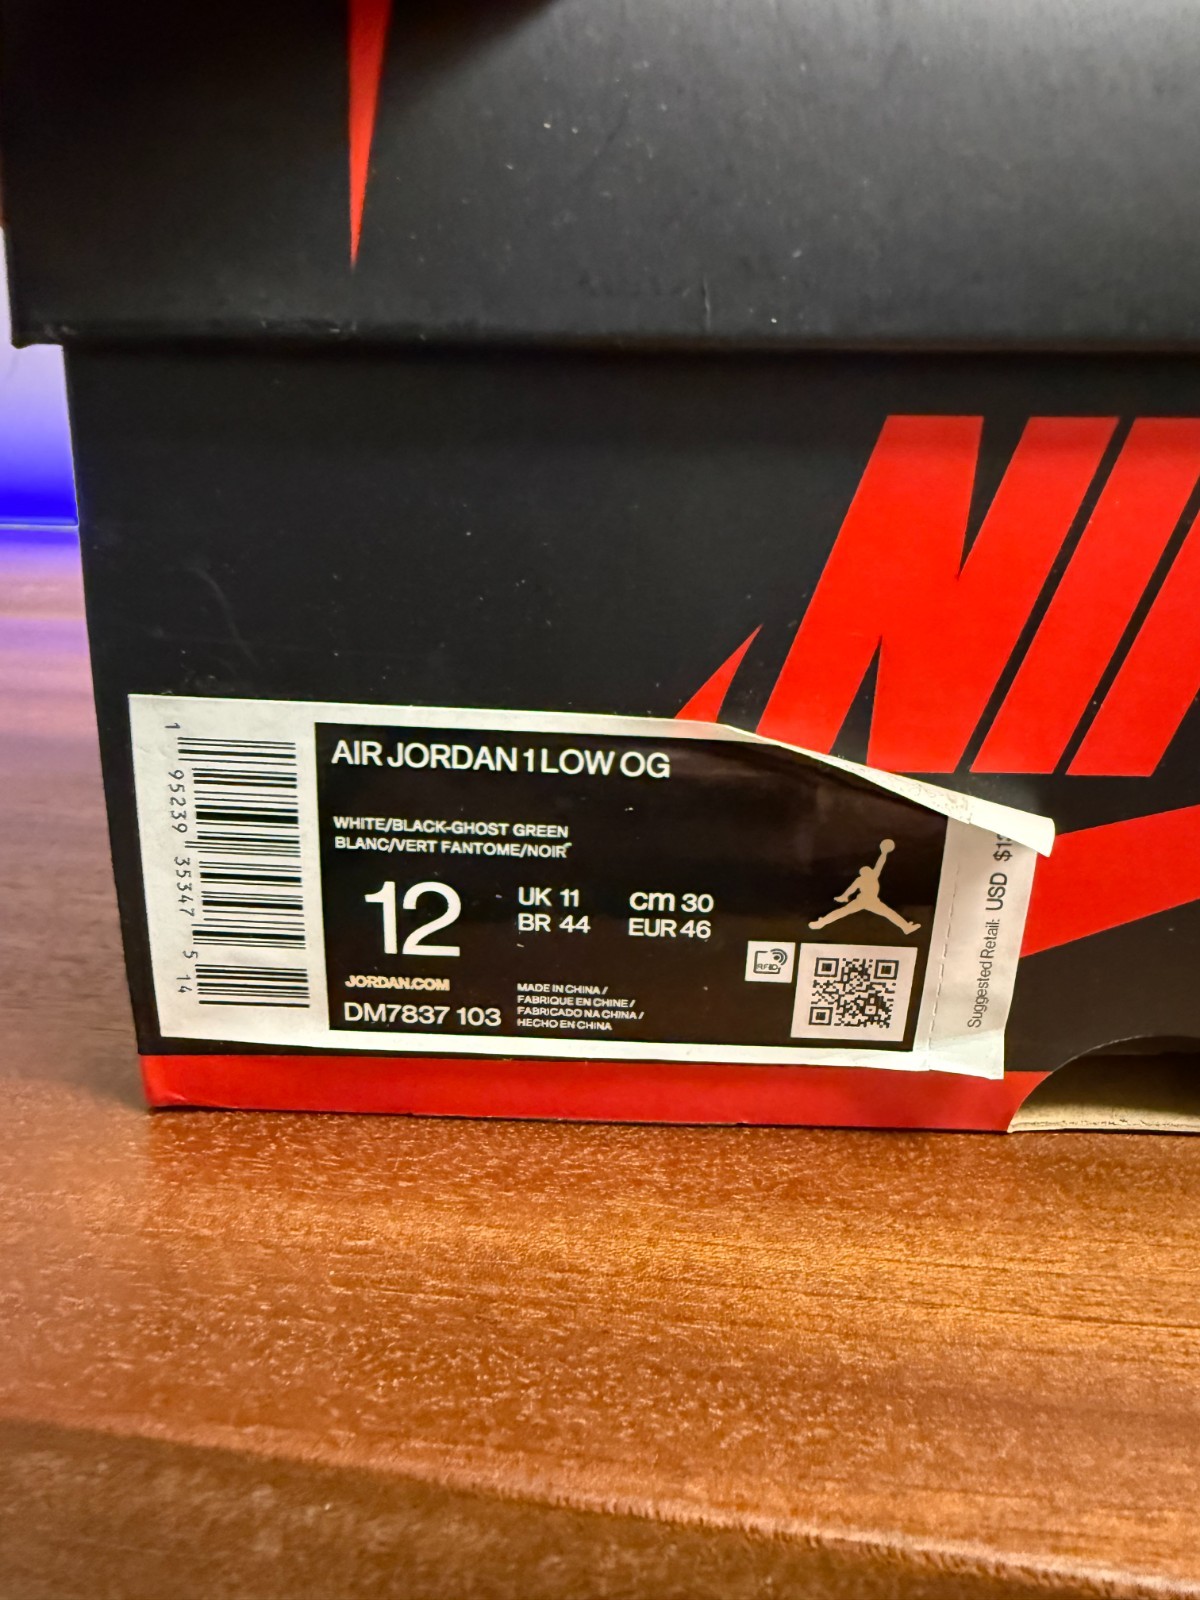 NI
AIR JORDAN 1 LOW OG
WHITE/BLACK-GHOST GREEN
BLANC/VERT FANTOME/NOIR
12
UK 11
BR 44
cm 30
EUR 46
JORDAN.COM
DM7837 103
MADE IN CHINA /
FABRIQUE EN CHINE /
FABRICADO NA CHINA /
HECHO EN CHINA
RFID
Suggested Retail: USD
1 95239 35347 5 14